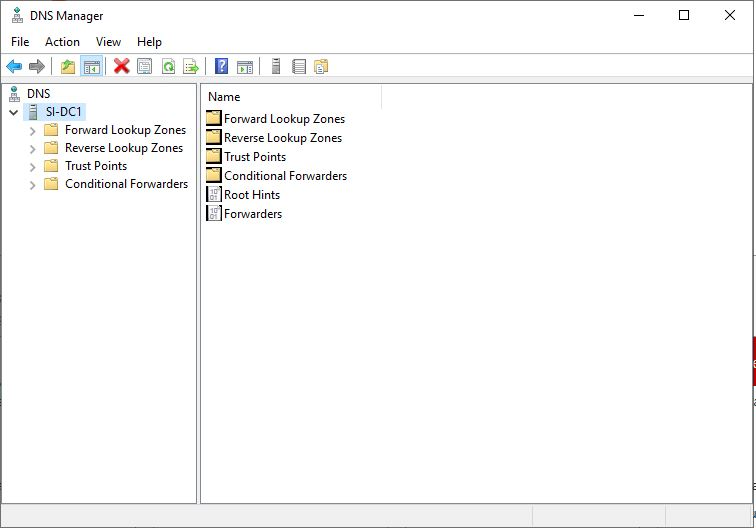 DNS Manager
File Action View Help
DNS
SI-DC1
Forward Lookup Zones
Reverse Lookup Zones
Trust Points
Conditional Forwarders
Name
Forward Lookup Zones
Reverse Lookup Zones
Trust Points
Conditional Forwarders
Root Hints
Forwarders